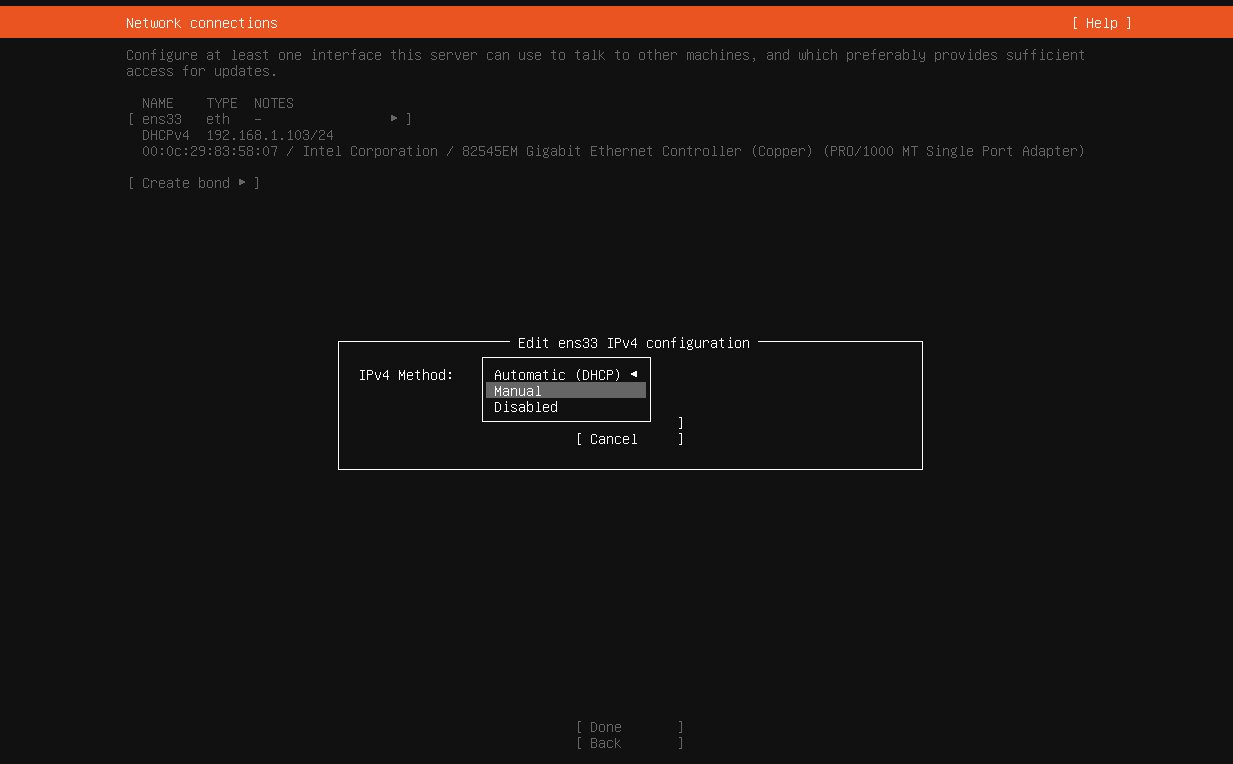 Network connections [ Help ]
Configure at least one interface this server can use to talk to other machines, and which preferably provides sufficient
access for updates.
NAME TYPE NOTES
[ ens33 eth – ▸ ]
DHCPv4 192.168.1.103/24
00:0c:29:83:58:07 / Intel Corporation / 82545EM Gigabit Ethernet Controller (Copper) (PRO/1000 MT Single Port Adapter)
[ Create bond ▸ ]
Edit ens33 IPv4 configuration
IPv4 Method: Automatic (DHCP) ◂
Manual
Disabled
]
[ Cancel ]
[ Done ]
[ Back ]